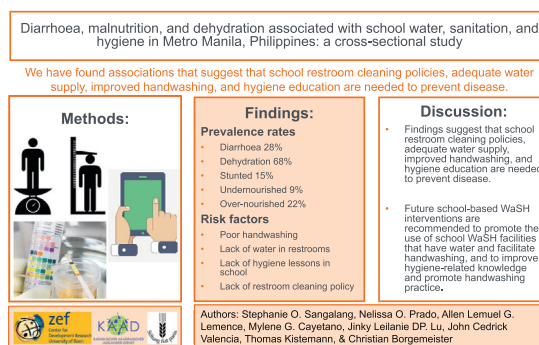 Diarrhoea, malnutrition, and dehydration associated with school water, sanitation, and
hygiene in Metro Manila, Philippines: a cross-sectional study
We have found associations that suggest that school restroom cleaning policies, adequate water
supply, improved handwashing, and hygiene education are needed to prevent disease.
Methods:
Findings:
Prevalence rates
• Diarrhoea 28%
• Dehydration 68%
• Stunted 15%
• Undernourished 9%
• Over-nourished 22%
Risk factors
• Poor handwashing
• Lack of water in restrooms
• Lack of hygiene lessons in
school
• Lack of restroom cleaning policy
Discussion:
• Findings suggest that school
restroom cleaning policies,
adequate water supply,
improved handwashing, and
hygiene education are needed
to prevent disease.
• Future school-based WaSH
interventions are
recommended to promote the
use of school WaSH facilities
that have water and facilitate
handwashing, and to improve
hygiene-related knowledge
and promote handwashing
practice.
zef
Center for
Development Research
University of Bonn
KAAD
Authors: Stephanie O. Sangalang, Nelissa O. Prado, Allen Lemuel G.
Lemence, Mylene G. Cayetano, Jinky Leilanie DP. Lu, John Cedrick
Valencia, Thomas Kistemann, & Christian Borgemeister